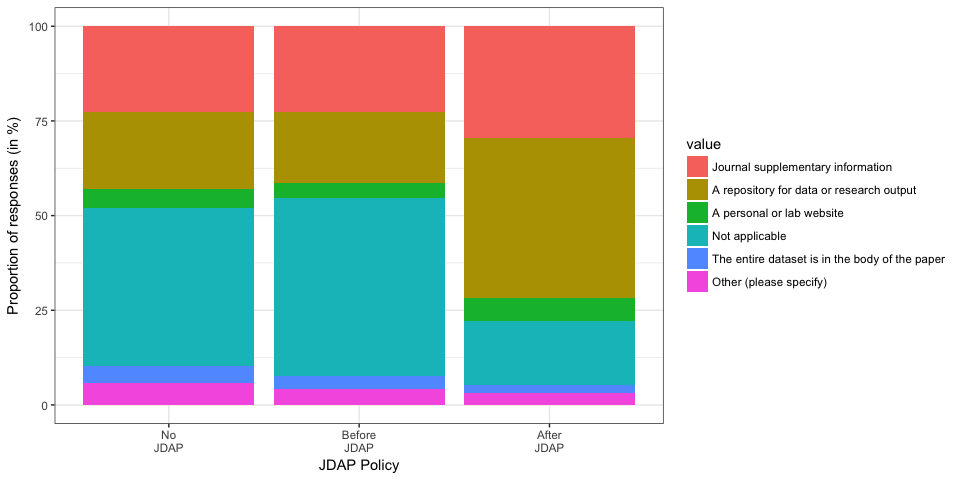 100
75
50
25
0
Proportion of responses (in %)
No
JDAP
Before
JDAP
After
JDAP
JDAP Policy
value
Journal supplementary information
A repository for data or research output
A personal or lab website
Not applicable
The entire dataset is in the body of the paper
Other (please specify)